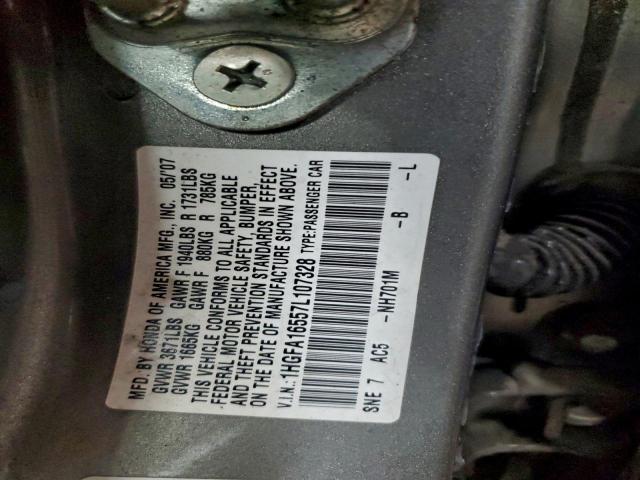 MFD. BY HONDA OF AMERICA MFG., INC. 05/'07
GVWR 3671LBS GAWR F 1940LBS R 1731LBS
GVWR 1665KG GAWR F 880KG R 785KG
THIS VEHICLE CONFORMS TO ALL APPLICABLE
FEDERAL MOTOR VEHICLE SAFETY, BUMPER,
AND THEFT PREVENTION STANDARDS IN EFFECT
ON THE DATE OF MANUFACTURE SHOWN ABOVE.
V.I.N.: 1HGFA16557L107328 TYPE:PASSENGER CAR
SNE 7 AC5 -NH701M -B -L